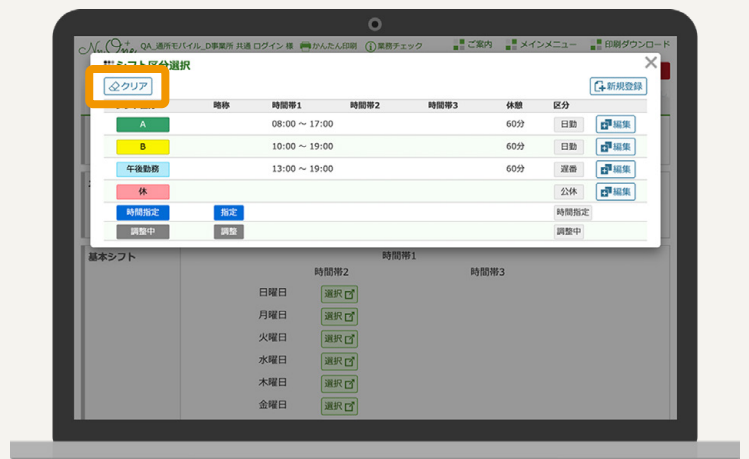 QA_通所モバイル_D事業所 共通 ログイン 様 かんたん印刷 業務チェック ご案内 メインメニュー 印刷ダウンロード
シフト区分選択
クリア 新規登録
略称 時間帯1 時間帯2 時間帯3 休憩 区分
A 08:00 ～ 17:00 60分 日勤 編集
B 10:00 ～ 19:00 60分 日勤 編集
午後勤務 13:00 ～ 19:00 60分 遅番 編集
休 公休 編集
時間指定 指定 時間指定
調整中 調整 調整中
基本シフト 時間帯1
時間帯2 時間帯3
日曜日 選択
月曜日 選択
火曜日 選択
水曜日 選択
木曜日 選択
金曜日 選択